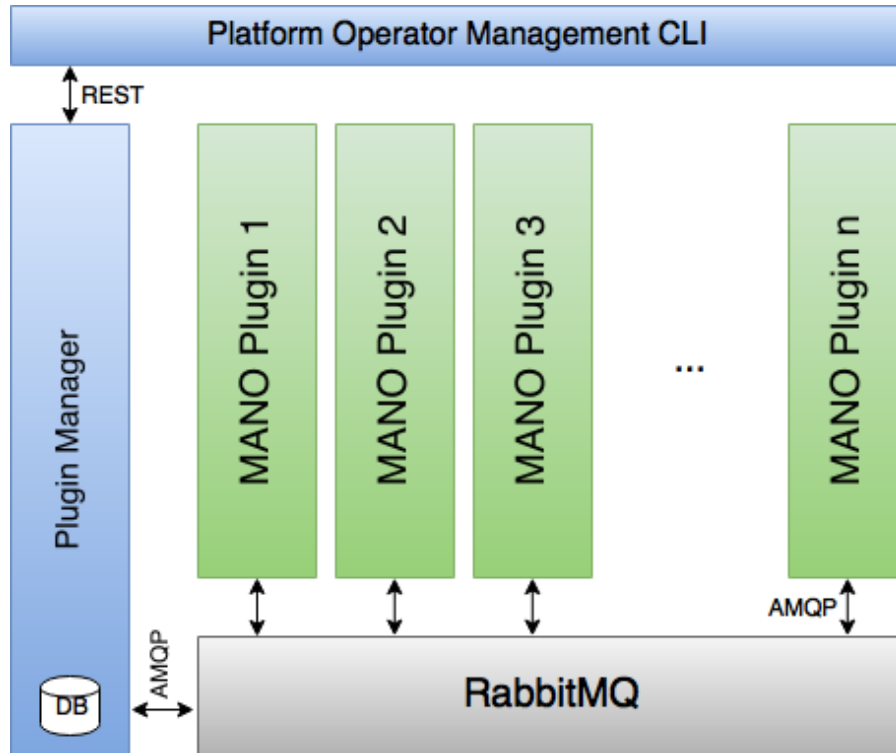 Platform Operator Management CLI
REST
Plugin Manager
MANO Plugin 1
MANO Plugin 2
MANO Plugin 3
...
MANO Plugin n
AMQP
AMQP
DB
RabbitMQ